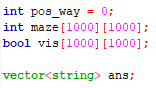 int pos_way = 0;
int maze[1000][1000];
bool vis[1000][1000];
vector<string> ans;